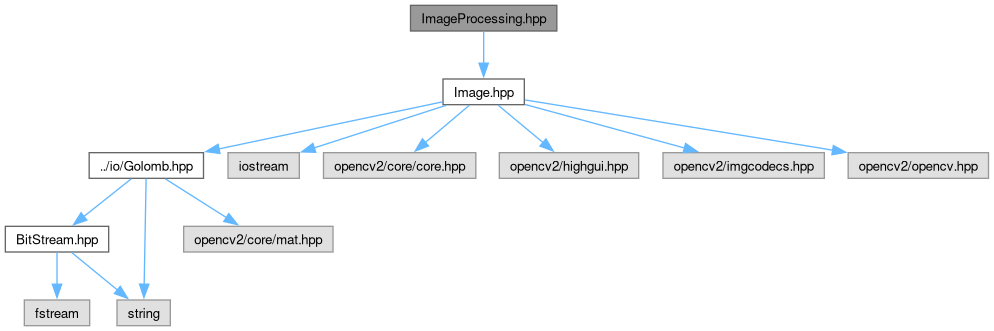 ImageProcessing.hpp
Image.hpp
../io/Golomb.hpp
iostream
opencv2/core/core.hpp
opencv2/highgui.hpp
opencv2/imgcodecs.hpp
opencv2/opencv.hpp
BitStream.hpp
opencv2/core/mat.hpp
fstream
string